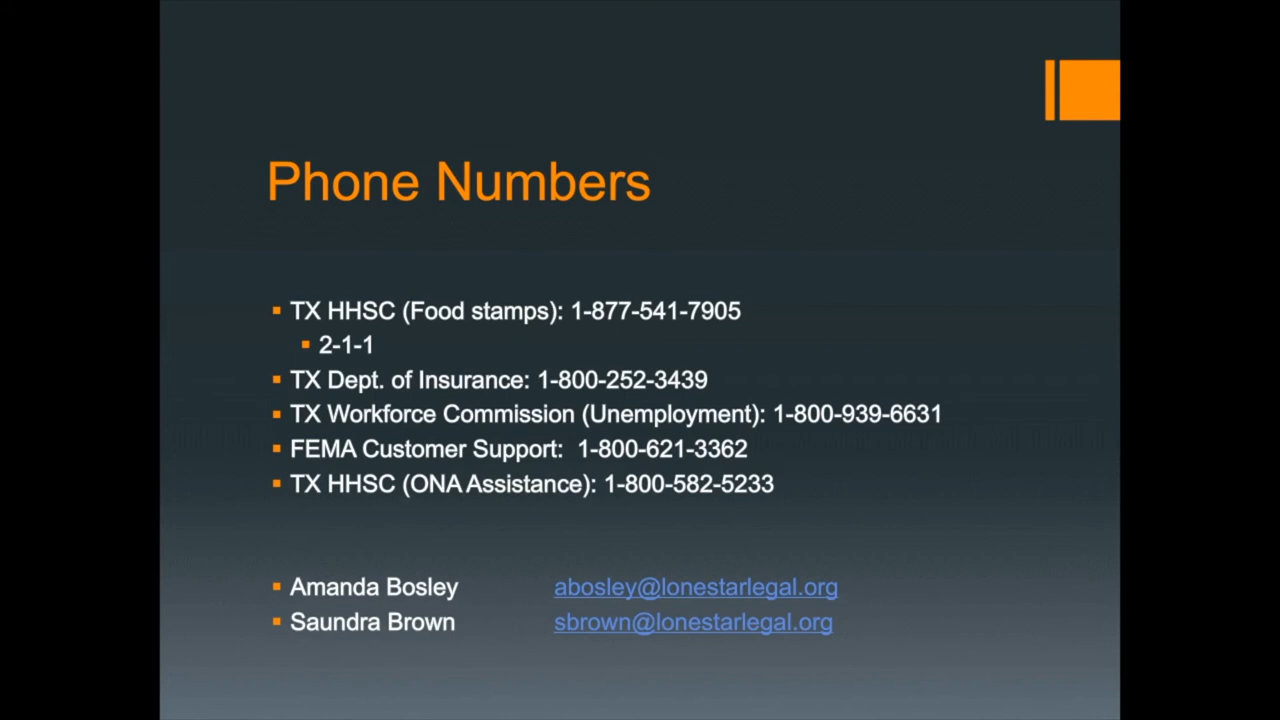 Phone Numbers
TX HHSC (Food stamps): 1-877-541-7905
2-1-1
TX Dept. of Insurance: 1-800-252-3439
TX Workforce Commission (Unemployment): 1-800-939-6631
FEMA Customer Support: 1-800-621-3362
TX HHSC (ONA Assistance): 1-800-582-5233
Amanda Bosley abosley@lonestarlegal.org
Saundra Brown sbrown@lonestarlegal.org